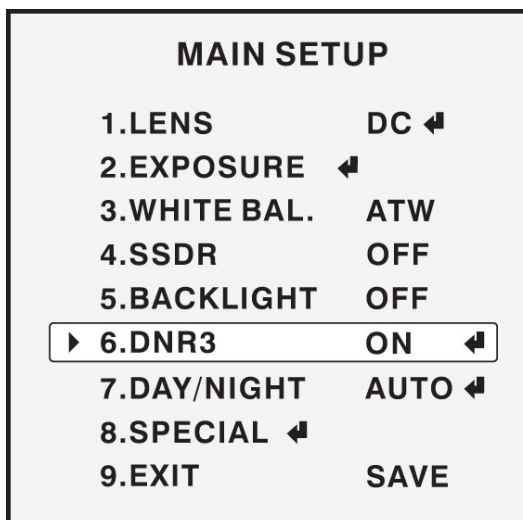 MAIN SETUP
1.LENS DC ↲
2.EXPOSURE ↲
3.WHITE BAL. ATW
4.SSDR OFF
5.BACKLIGHT OFF
▶ 6.DNR3 ON ↲
7.DAY/NIGHT AUTO ↲
8.SPECIAL ↲
9.EXIT SAVE